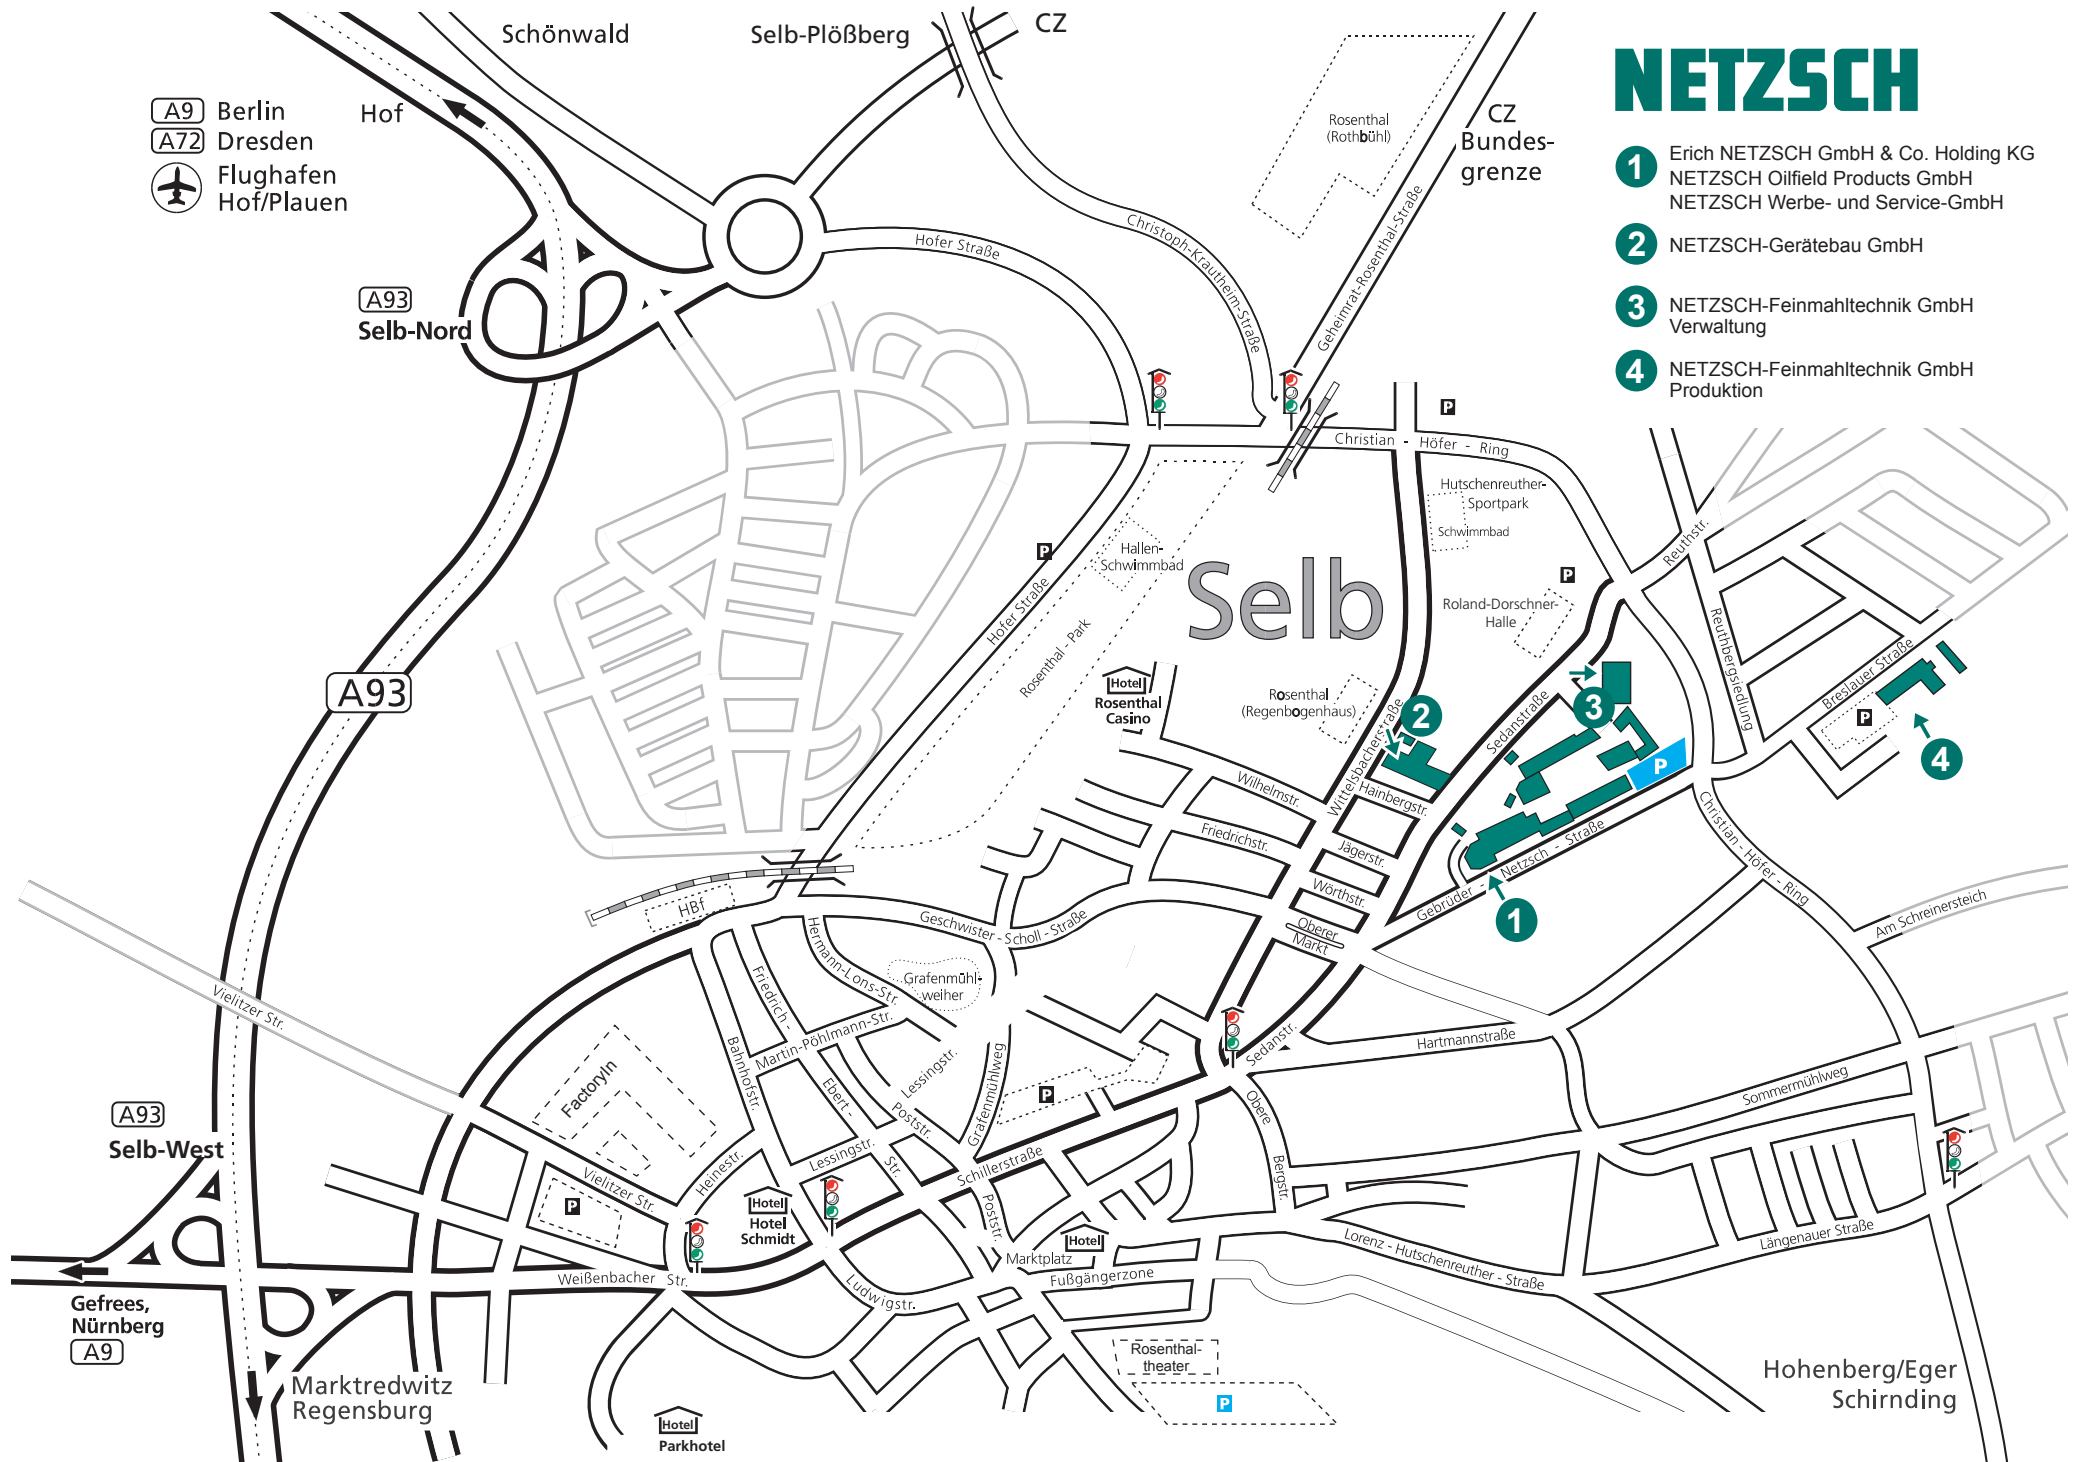 Schönwald
Selb-Plößberg
CZ
NETZSCH
A9 Berlin
A72 Dresden
Flughafen
Hof/Plauen
Hof
Rosenthal
(Rothbühl)
CZ
Bundes-
grenze
1
Erich NETZSCH GmbH & Co. Holding KG
NETZSCH Oilfield Products GmbH
NETZSCH Werbe- und Service-GmbH
2
NETZSCH-Gerätebau GmbH
3
NETZSCH-Feinmahltechnik GmbH
Verwaltung
4
NETZSCH-Feinmahltechnik GmbH
Produktion
A93
Selb-Nord
Hofer Straße
Christoph-Krautheim-Straße
Geheimrat-Rosenthal-Straße
P
Christian - Höfer - Ring
Hutschenreuther-
Sportpark
Schwimmbad
Reuthstr.
P
Hallen-
Schwimmbad
Selb
P
Roland-Dorschner-
Halle
Hofer Straße
Rosenthal - Park
Reuthbergsiedlung
Breslauer Straße
A93
Hotel
Rosenthal
Casino
Rosenthal
(Regenbogenhaus)
2
Wittelsbacherstraße
Sedanstraße
3
P
4
P
Wilhelmstr.
Hainbergstr.
Friedrichstr.
Jägerstr.
Wörthstr.
Gebrüder - Netzsch - Straße
1
Christian - Höfer - Ring
Am Schreinersteich
HBf
Geschwister - Scholl - Straße
Oberer
Markt
Hermann-Löns-Str.
Grafenmühl-
weiher
Vielitzer Str.
Friedrich -
Ebert -
Str.
Martin-Pöhlmann-Str.
Bahnhofstr.
Lessingstr.
Grafenmühlweg
Poststr.
FactoryIn
P
Sedanstr.
Hartmannstraße
Sommermühlweg
Obere
Bergstr.
A93
Selb-West
Vielitzer Str.
Heinestr.
Lessingstr.
Schillerstraße
Poststr.
P
Hotel
Hotel
Schmidt
Marktplatz
Hotel
Fußgängerzone
Lorenz - Hutschenreuther - Straße
Längenauer Straße
Weißenbacher Str.
Ludwigstr.
Gefrees,
Nürnberg
A9
Rosenthal-
theater
P
Marktredwitz
Regensburg
Hotel
Parkhotel
Hohenberg/Eger
Schirnding